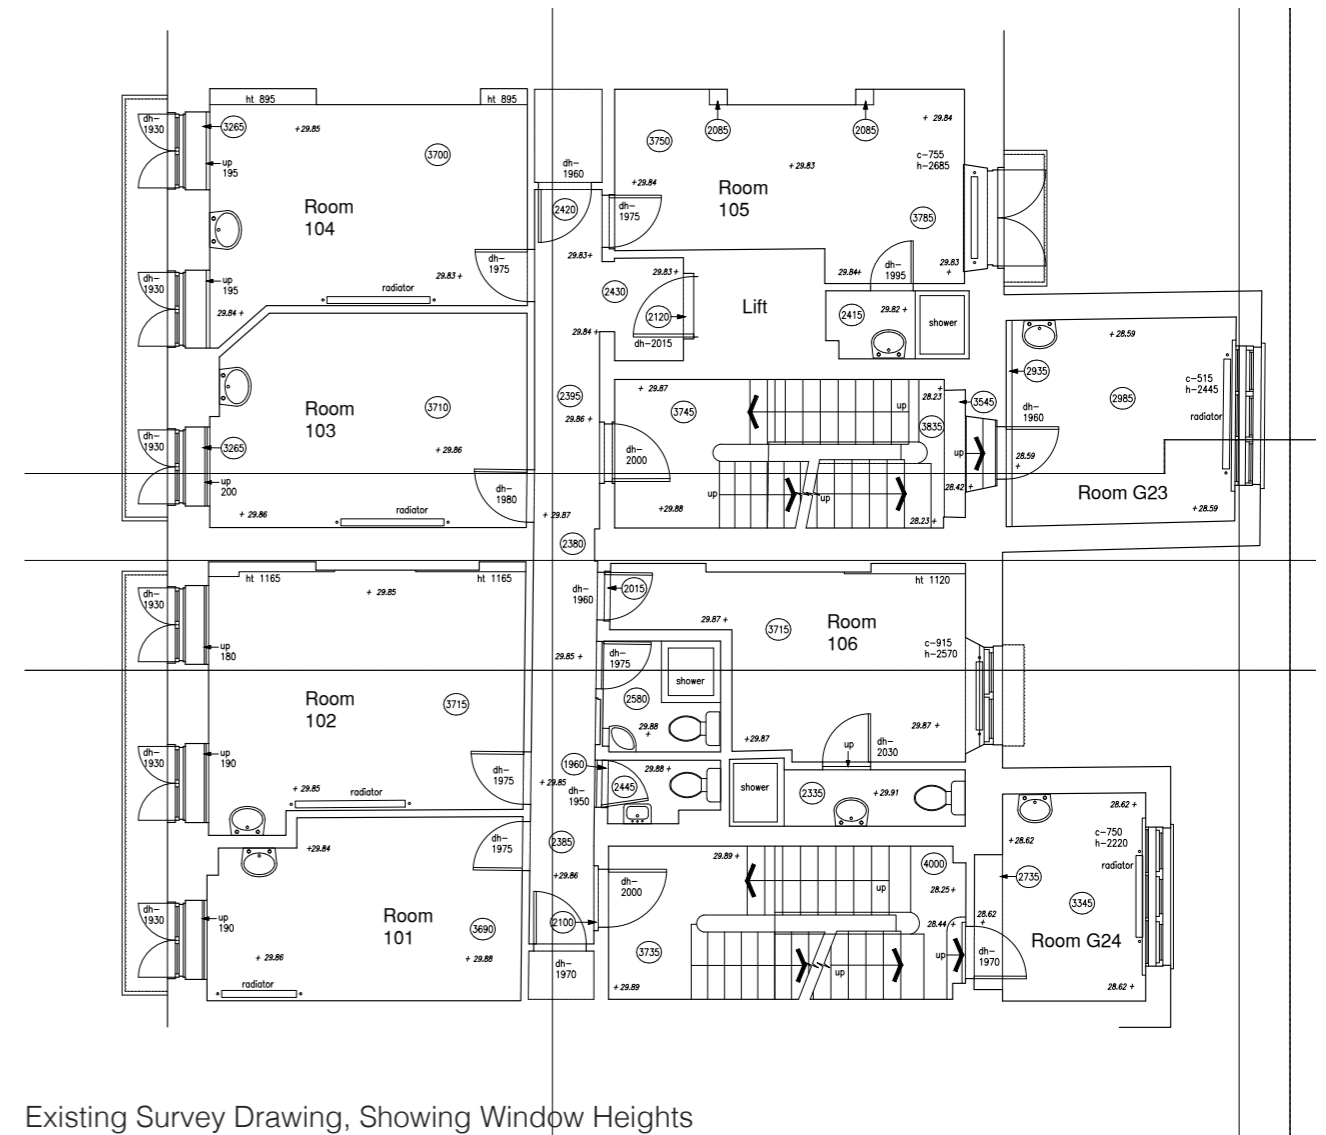 ht 895
ht 895
dh-
1930
3265
+ 29.85
3700
up
195
dh-
1960
3750
2085
2085
+ 29.84
c-755
h-2685
+ 29.83
+ 29.84
Room
104
2420
dh-
1975
Room
105
3785
29.83+
dh-
1975
29.83 +
dh-
1930
up
195
29.84 +
radiator
2430
29.83+
2120
dh-2015
29.84 +
Lift
29.84+
dh-
1995
29.83
+
2415
29.82 +
shower
+ 28.59
2935
2985
c-515
h-2445
radiator
Room
103
3710
2395
29.86 +
+ 29.87
3745
up
+
28.23
3835
3545
dh-
1960
dh-
1930
3265
+ 29.86
up
200
dh-
1980
dh-
2000
up
28.59
+
28.42 +
up
up
Room G23
+ 29.86
radiator
+ 29.87
+29.88
28.23 +
+ 28.59
2380
ht 1165
ht 1165
dh-
1930
+ 29.85
dh-
1960
2015
29.87 +
3715
Room
106
ht 1120
c-915
h-2570
up
180
29.85 +
dh-
1975
shower
Room
102
3715
2580
29.88
+
+29.87
29.87 +
up
dh-
2030
dh-
1930
up
190
dh-
1975
1960
29.88 +
+ 29.85
radiator
+ 29.85
dh-
1950
2445
shower
2335
+ 29.91
28.62 +
+29.84
dh-
1975
2385
+ 28.62
c-750
h-2220
radiator
29.89 +
4000
+ 29.86
dh-
2000
up
28.25+
2735
3345
dh-
1930
up
190
Room
101
3690
2100
28.62
+
28.44 +
Room G24
+ 29.86
+ 29.88
dh-
1970
3735
up
up
dh-
1970
radiator
+ 29.89
28.62 +
Existing Survey Drawing, Showing Window Heights